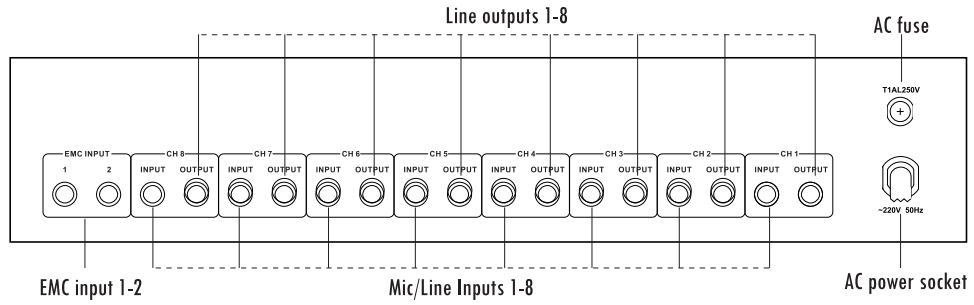 Line outputs 1-8
AC fuse
T1AL250V
EMC INPUT
CH 8
CH 7
CH 6
CH 5
CH 4
CH 3
CH 2
CH 1
1 2 INPUT OUTPUT INPUT OUTPUT INPUT OUTPUT INPUT OUTPUT INPUT OUTPUT INPUT OUTPUT INPUT OUTPUT INPUT OUTPUT
~220V 50Hz
EMC input 1-2
Mic/Line Inputs 1-8
AC power socket